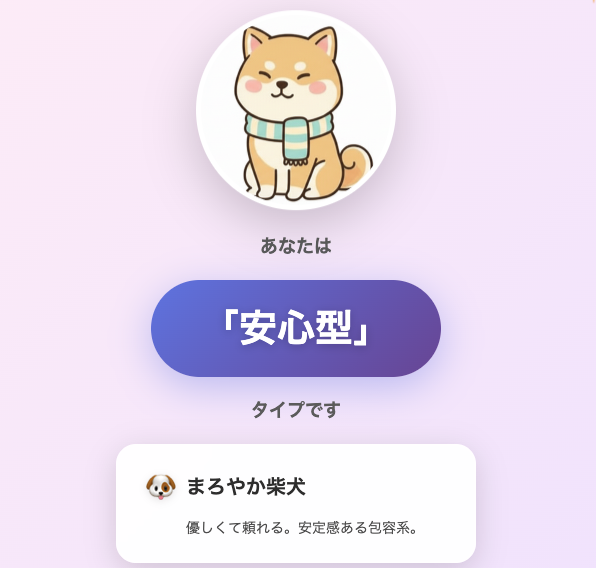 あなたは
「安心型」
タイプです
まろやか柴犬
優しくて頼れる。安定感ある包容系。